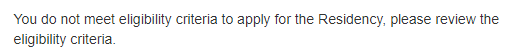 You do not meet eligibility criteria to apply for the Residency, please review the
eligibility criteria.